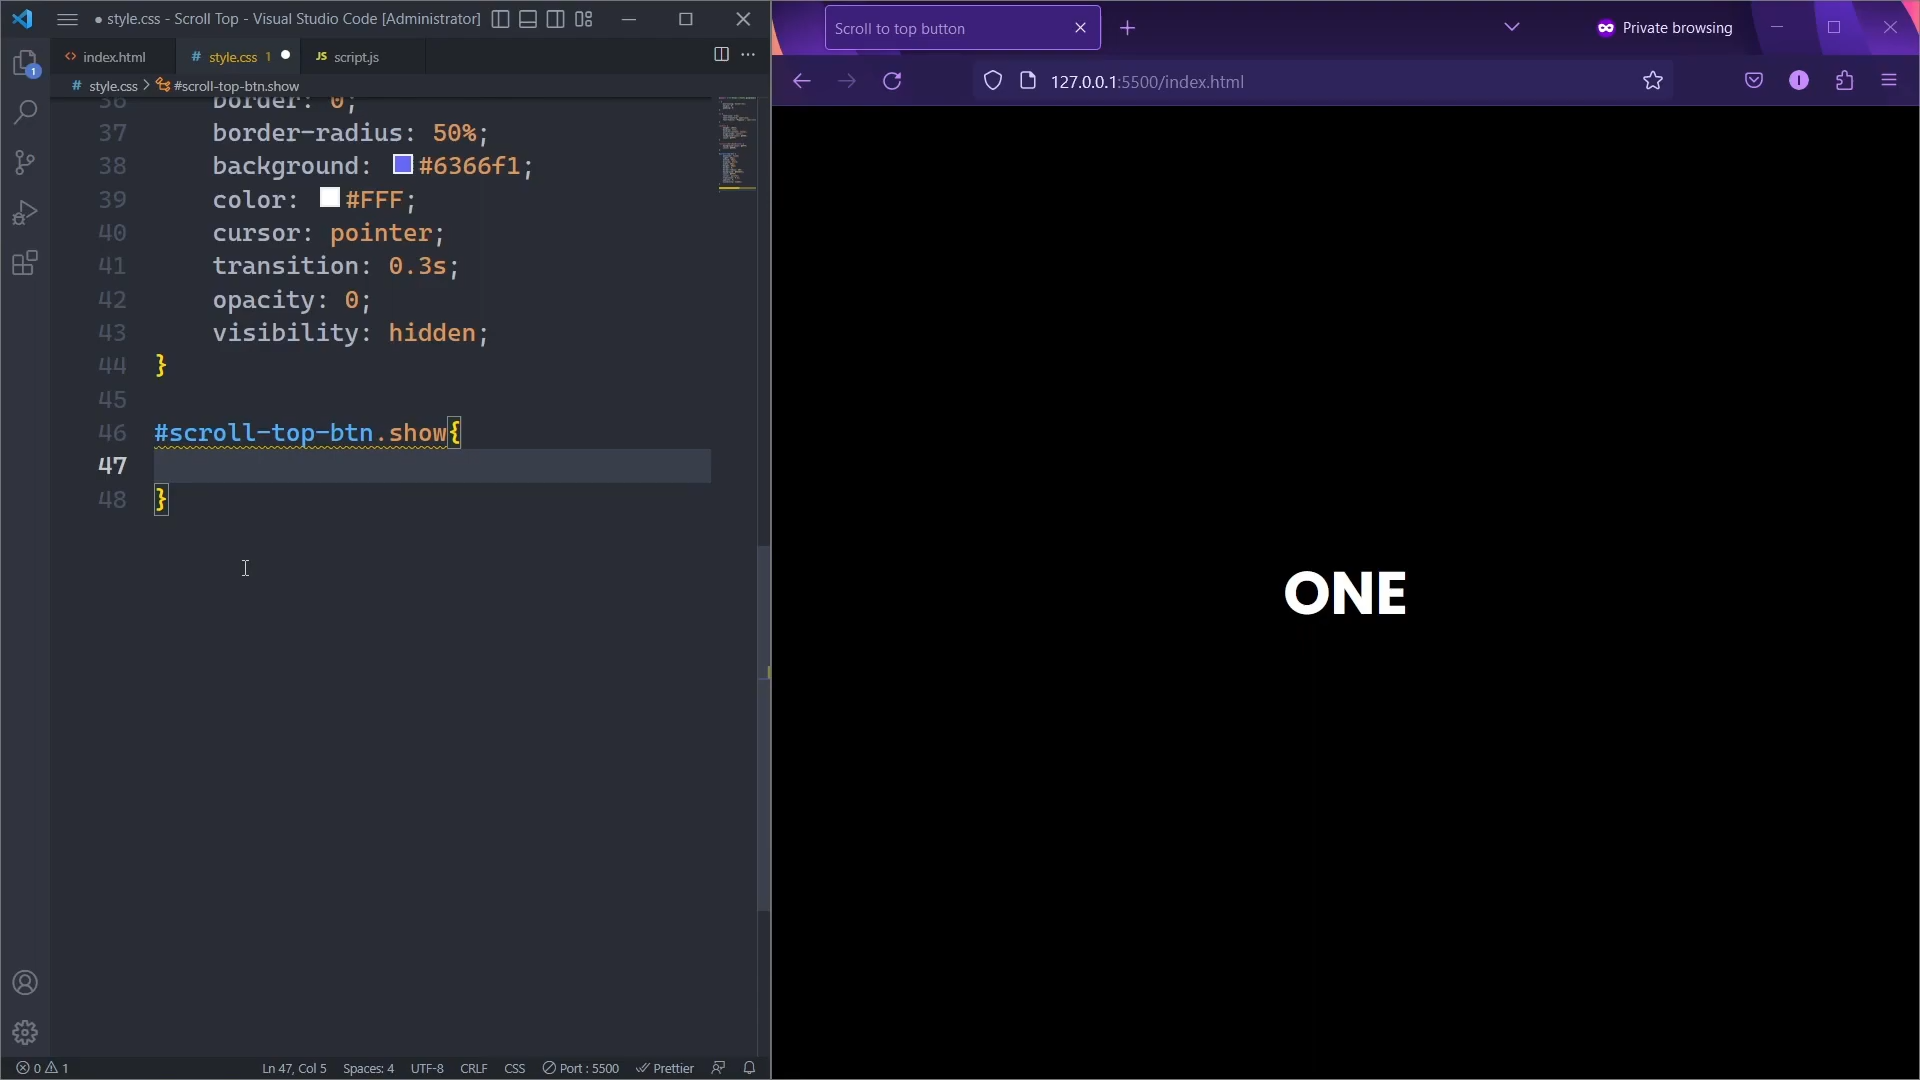 ● style.css - Scroll Top - Visual Studio Code [Administrator]
index.html
# style.css 1
JS script.js
# style.css > #scroll-top-btn.show
36 border: 0;
37 border-radius: 50%;
38 background: #6366f1;
39 color: #FFF;
40 cursor: pointer;
41 transition: 0.3s;
42 opacity: 0;
43 visibility: hidden;
44 }
45
46 #scroll-top-btn.show{
47
48 }
1
0 1
Ln 47, Col 5
Spaces: 4
UTF-8
CRLF
CSS
Port : 5500
Prettier
Scroll to top button
Private browsing
127.0.0.1:5500/index.html
ONE